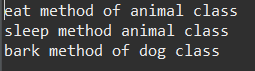 eat method of animal class
sleep method animal class
bark method of dog class